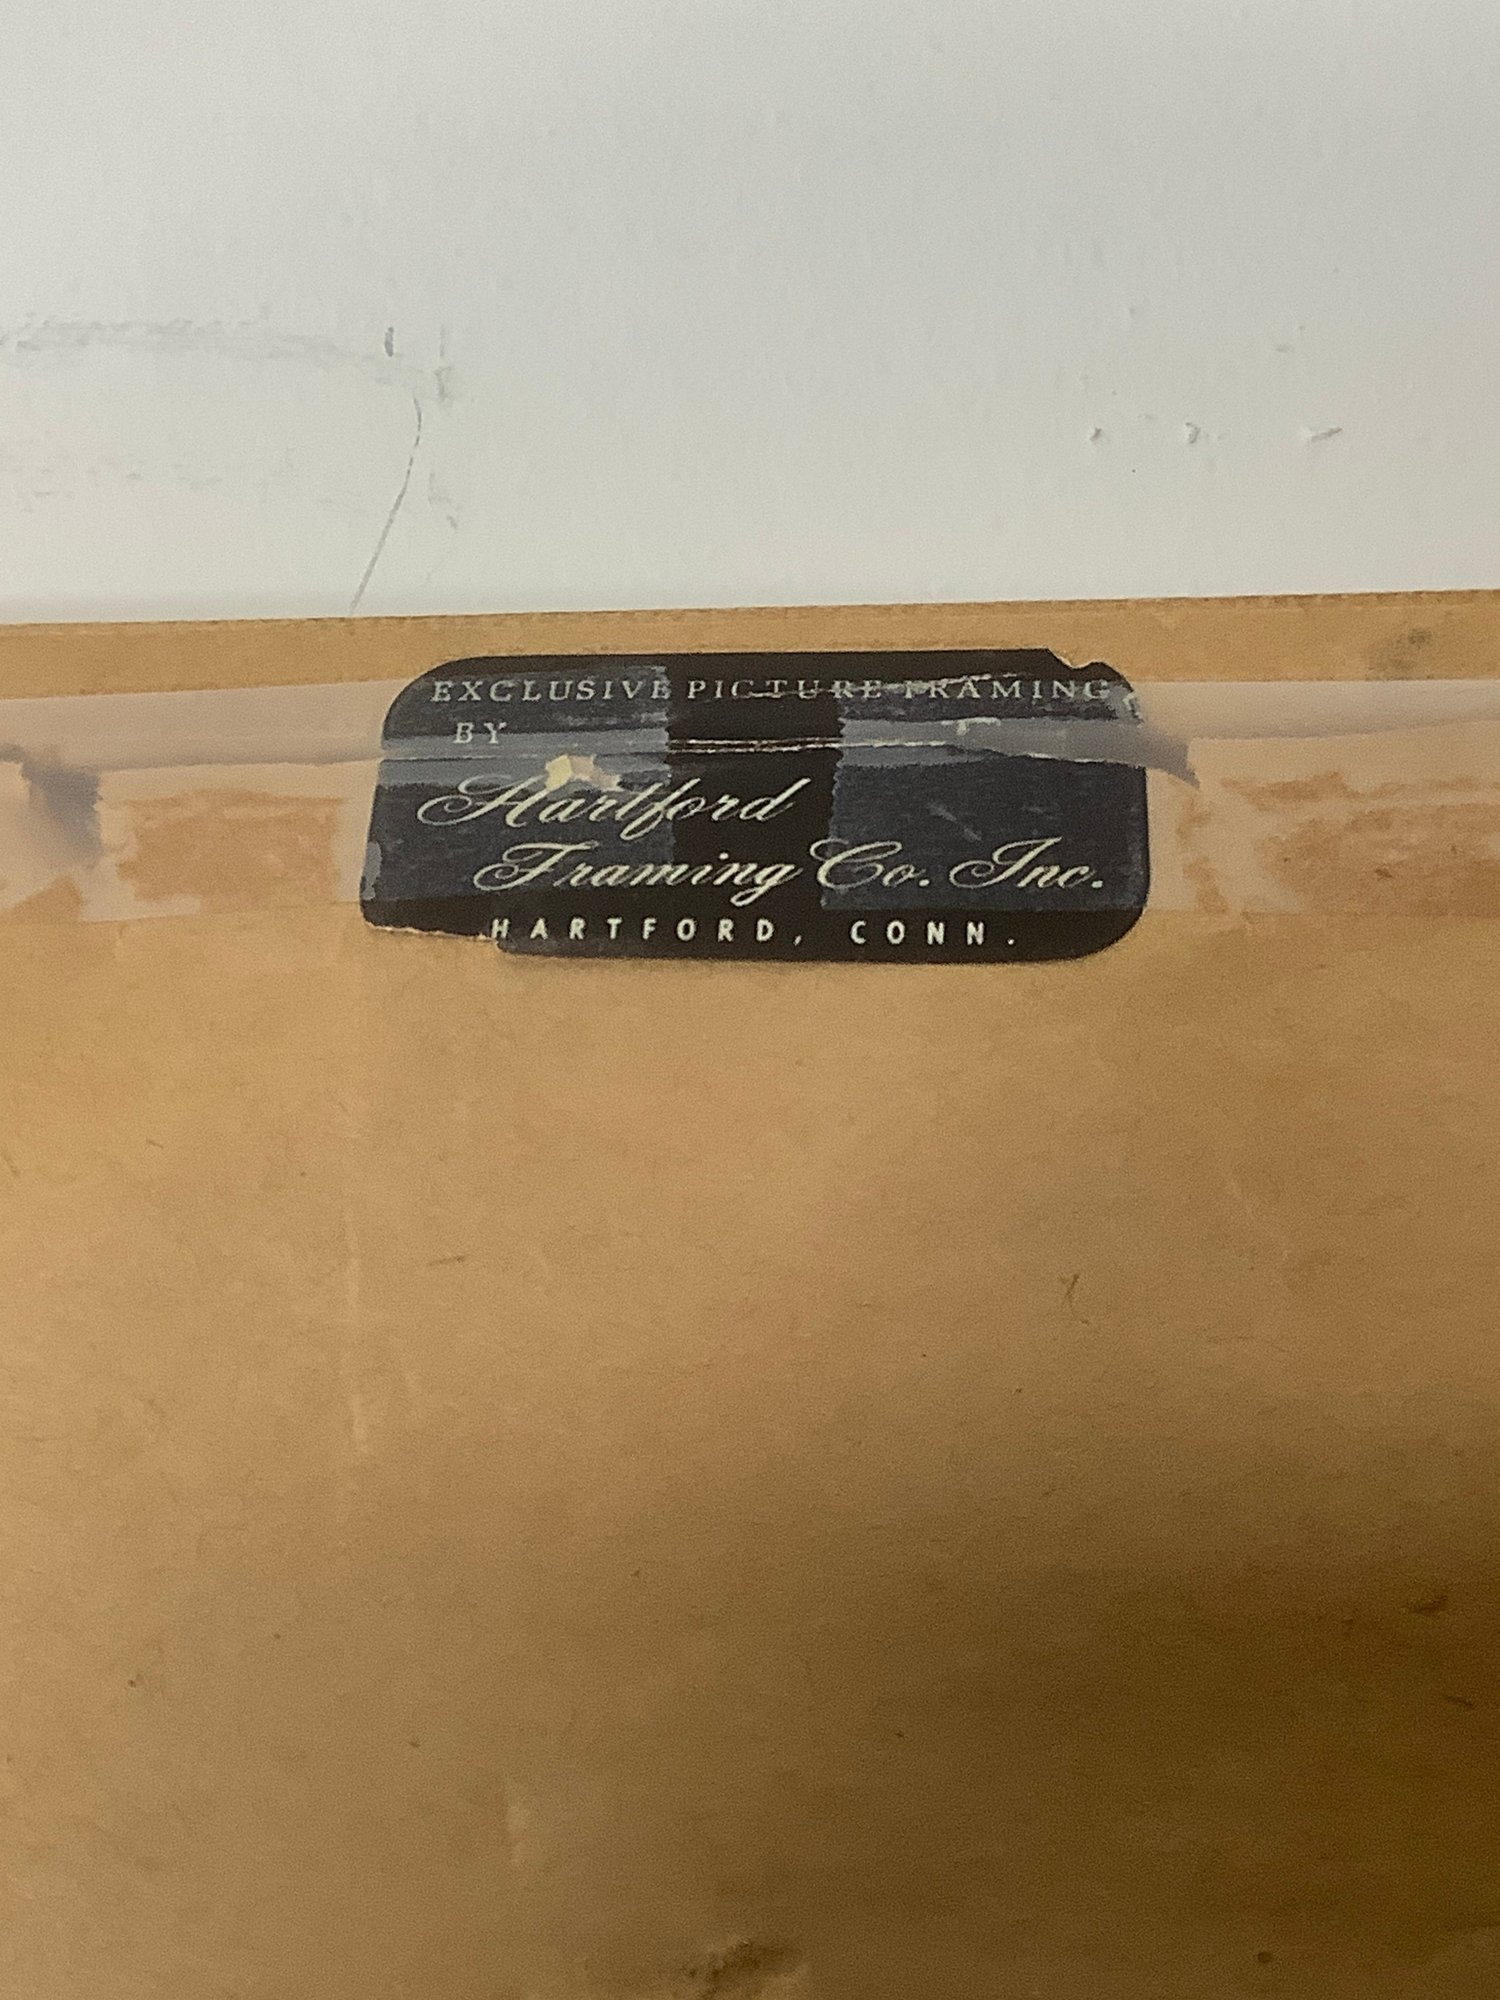 EXCLUSIVE PICTURE FRAMING
BY
Hartford
Framing Co. Inc.
HARTFORD, CONN.